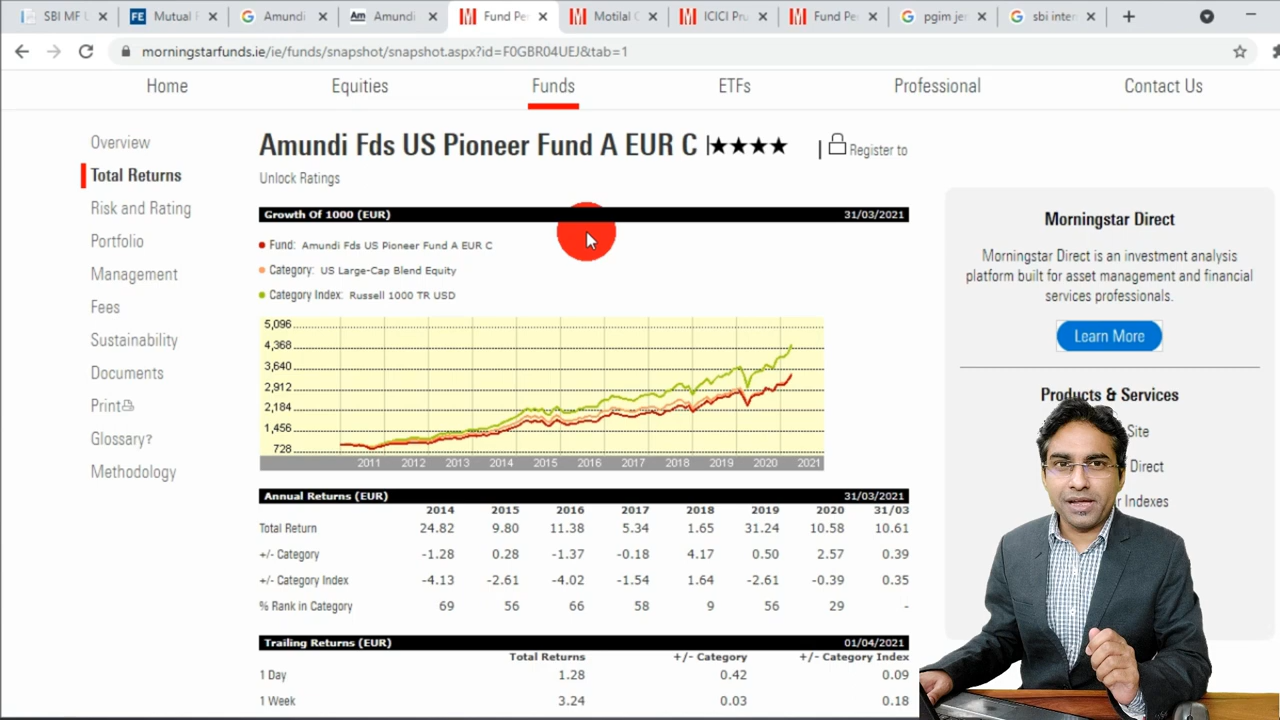 SBI MF
Mutual F
Amundi
Amundi
Fund Pe
Motilal
ICICI Pru
Fund Pe
pgim je
sbi inter
morningstarfunds.ie/ie/funds/snapshot/snapshot.aspx?id=F0GBR04UEJ&tab=1
Home Equities Funds ETFs Professional Contact Us
Overview
Total Returns
Risk and Rating
Portfolio
Management
Fees
Sustainability
Documents
Print
Glossary?
Methodology
Amundi Fds US Pioneer Fund A EUR C |★★★★ | Register to
Unlock Ratings
Growth Of 1000 (EUR) 31/03/2021
Fund: Amundi Fds US Pioneer Fund A EUR C
Category: US Large-Cap Blend Equity
Category Index: Russell 1000 TR USD
5,096
4,368
3,640
2,912
2,184
1,456
728
2011 2012 2013 2014 2015 2016 2017 2018 2019 2020 2021
Annual Returns (EUR) 31/03/2021
2014 2015 2016 2017 2018 2019 2020 31/03
Total Return 24.82 9.80 11.38 5.34 1.65 31.24 10.58 10.61
+/- Category -1.28 0.28 -1.37 -0.18 4.17 0.50 2.57 0.39
+/- Category Index -4.13 -2.61 -4.02 -1.54 1.64 -2.61 -0.39 0.35
% Rank in Category 69 56 66 58 9 56 29 -
Trailing Returns (EUR) 01/04/2021
Total Returns +/- Category +/- Category Index
1 Day 1.28 0.42 0.09
1 Week 3.24 0.03 0.18
Morningstar Direct
Morningstar Direct is an investment analysis
platform built for asset management and financial
services professionals.
Learn More
Products & Services
Site
Direct
Indexes